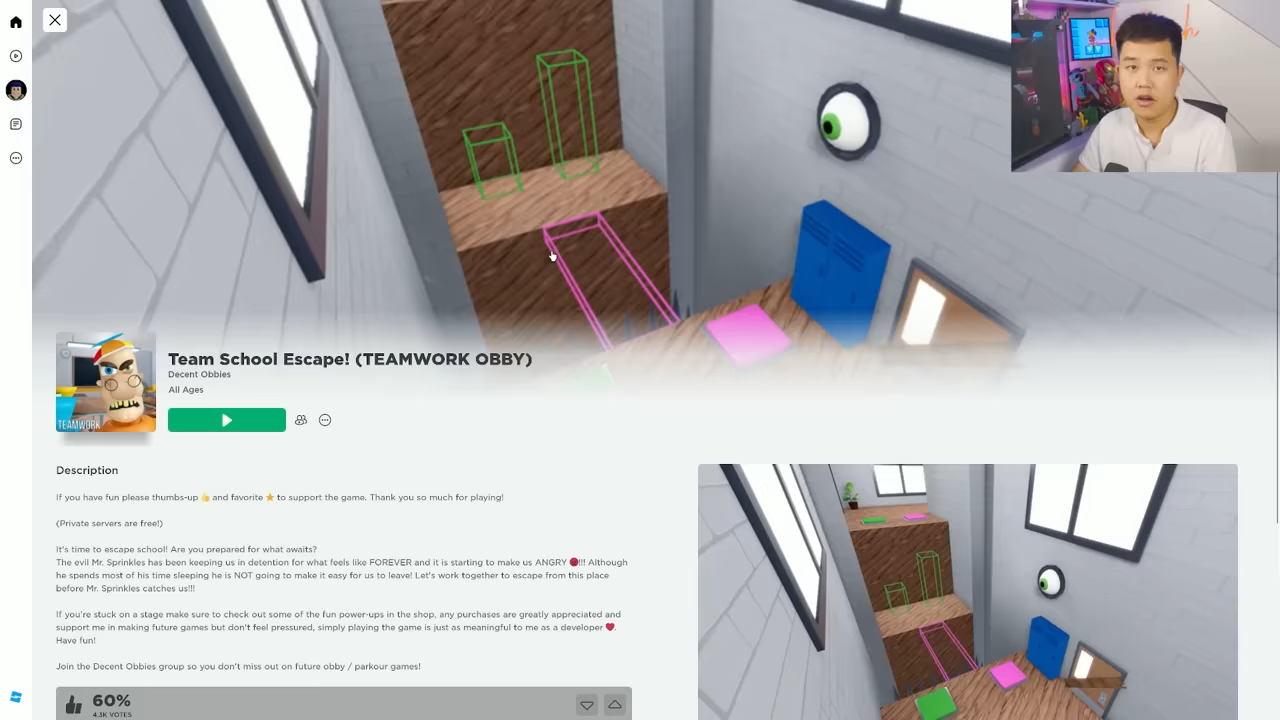 Team School Escape! (TEAMWORK OBBY)
Decent Obbies
All Ages
TEAMWORK
Description
If you have fun please thumbs-up 👍 and favorite ⭐ to support the game. Thank you so much for playing!
(Private servers are free!)
It's time to escape school! Are you prepared for what awaits?
The evil Mr. Sprinkles has been keeping us in detention for what feels like FOREVER and it is starting to make us ANGRY 😡!!! Although
he spends most of his time sleeping he is NOT going to make it easy for us to leave! Let's work together to escape from this place
before Mr. Sprinkles catches us!!!
If you're stuck on a stage make sure to check out some of the fun power-ups in the shop, any purchases are greatly appreciated and
support me in making future games but don't feel pressured, simply playing the game is just as meaningful to me as a developer ❤️.
Have fun!
Join the Decent Obbies group so you don't miss out on future obby / parkour games!
60%
4.3K VOTES